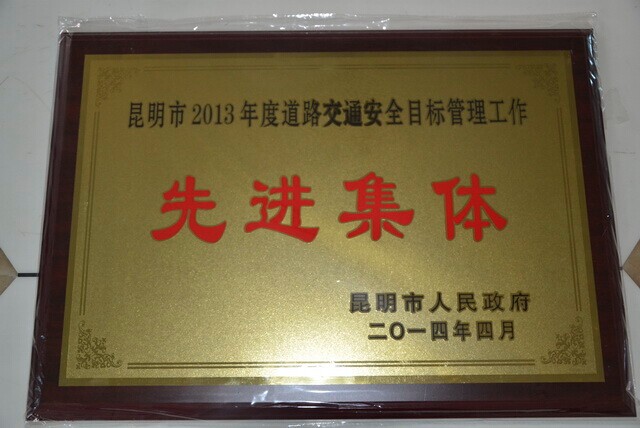 昆明市2013年度道路交通安全目标管理工作
先进集体
昆明市人民政府
二〇一四年四月